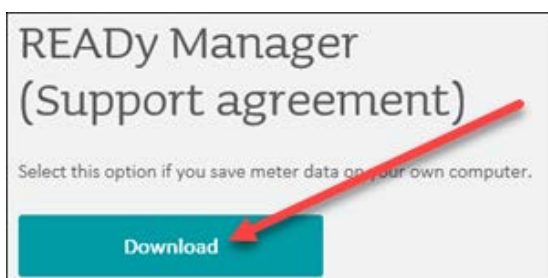 READy Manager
(Support agreement)
Select this option if you save meter data on your own computer.
Download